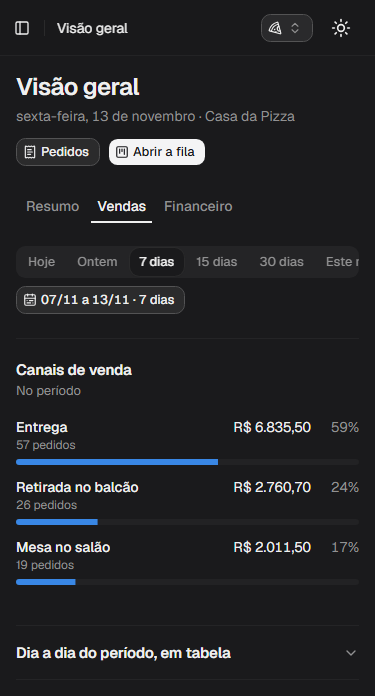 Visão geral
Visão geral
sexta-feira, 13 de novembro · Casa da Pizza
Pedidos
Abrir a fila
Resumo Vendas Financeiro
Hoje Ontem 7 dias 15 dias 30 dias Este
07/11 a 13/11 · 7 dias
Canais de venda
No período
Entrega R$ 6.835,50 59%
57 pedidos
Retirada no balcão R$ 2.760,70 24%
26 pedidos
Mesa no salão R$ 2.011,50 17%
19 pedidos
Dia a dia do período, em tabela